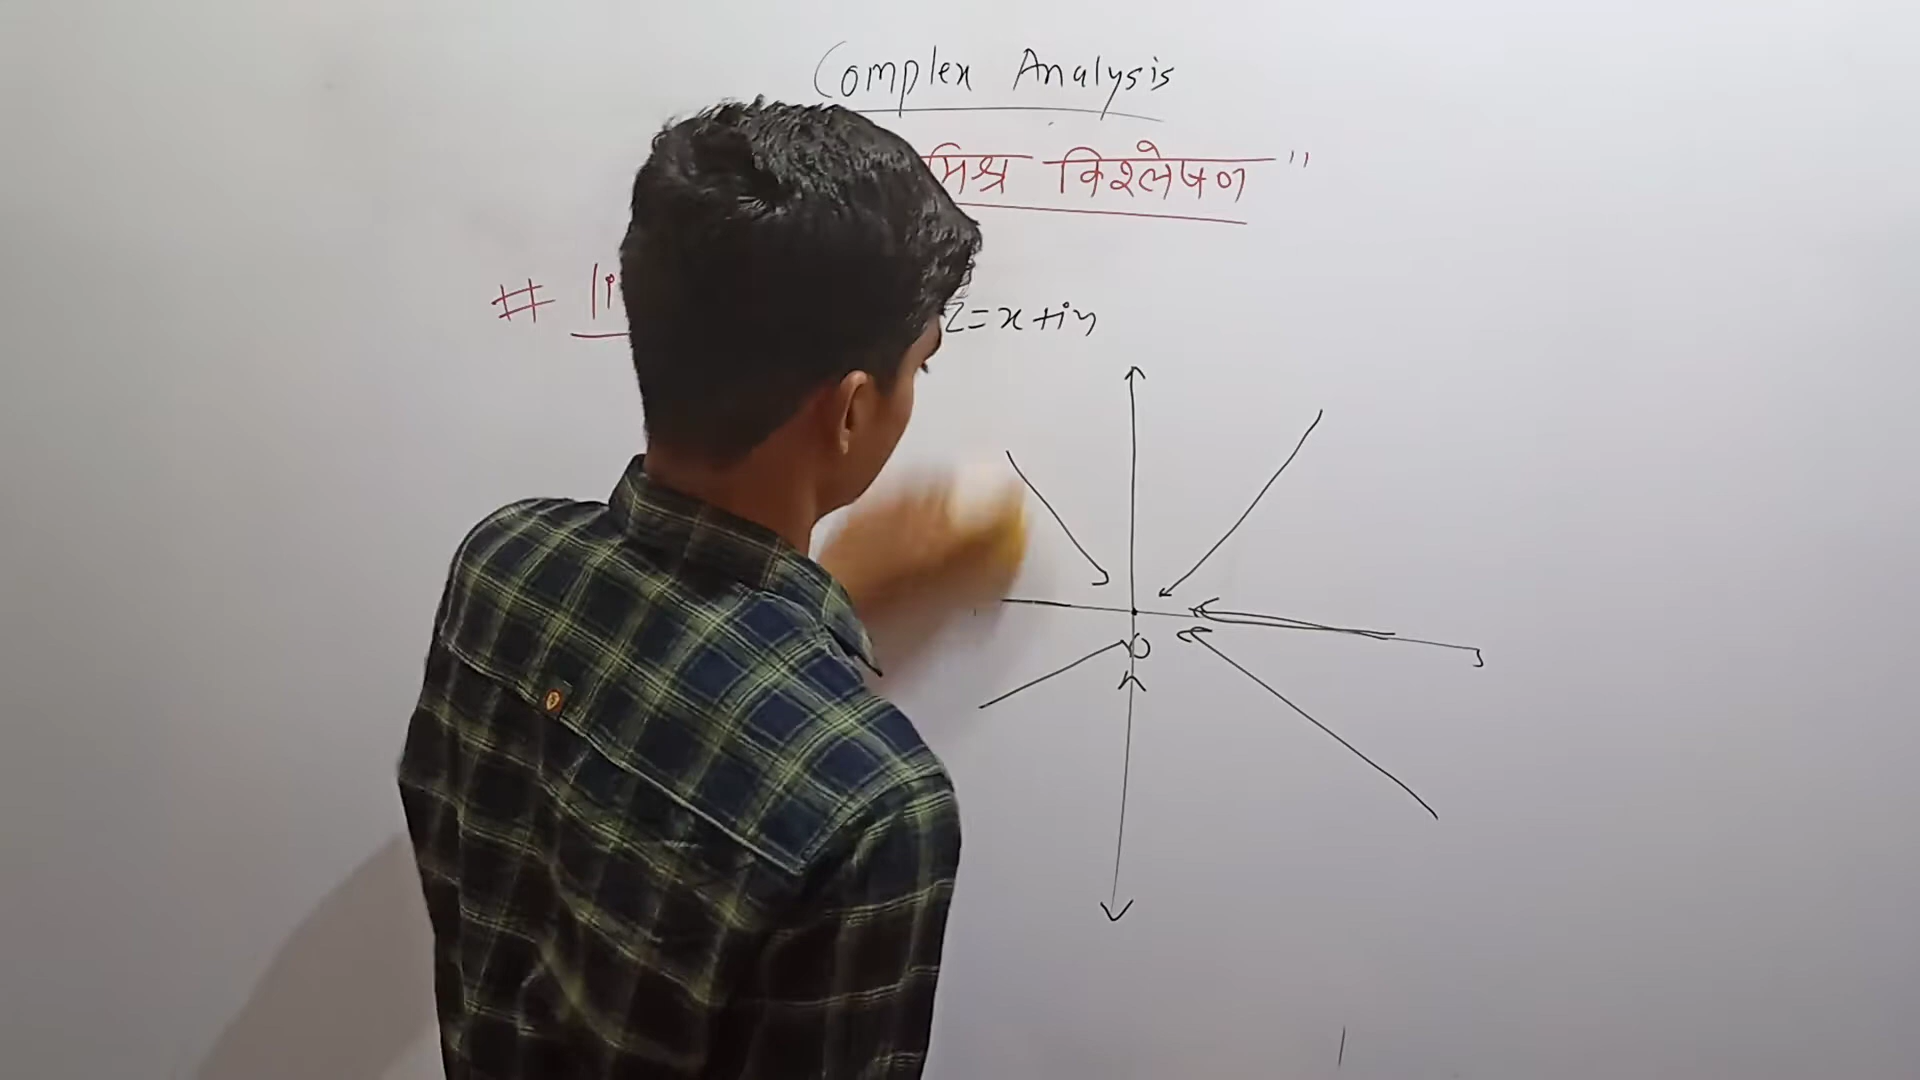 Complex Analysis
मिश्र विश्लेषण"
# li z=x+iy
O